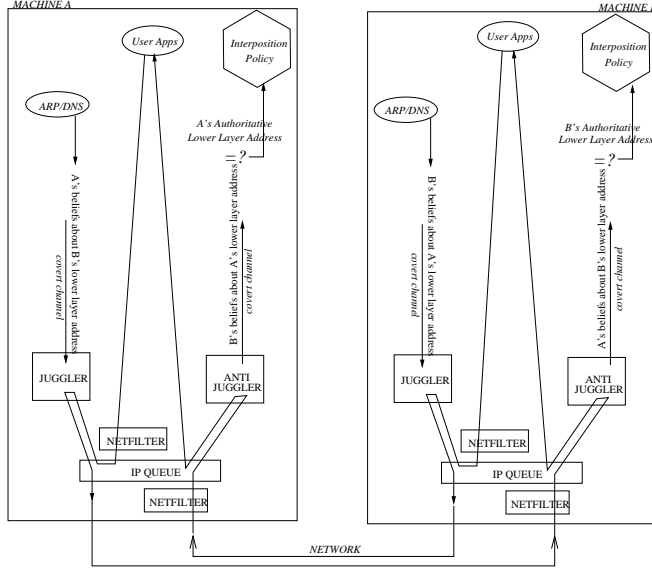 MACHINE A
User Apps
Interposition
Policy
ARP/DNS
A's Authoritative
Lower Layer Address
=?
A's beliefs about B's lower layer address
covert channel
B's beliefs about A's lower layer address
covert channel
JUGGLER
ANTI
JUGGLER
NETFILTER
IP QUEUE
NETFILTER
MACHINE
User Apps
Interposition
Policy
ARP/DNS
B's Authoritative
Lower Layer Address
=?
B's beliefs about A's lower layer address
covert channel
A's beliefs about B's lower layer address
covert channel
JUGGLER
ANTI
JUGGLER
NETFILTER
IP QUEUE
NETFILTER
NETWORK